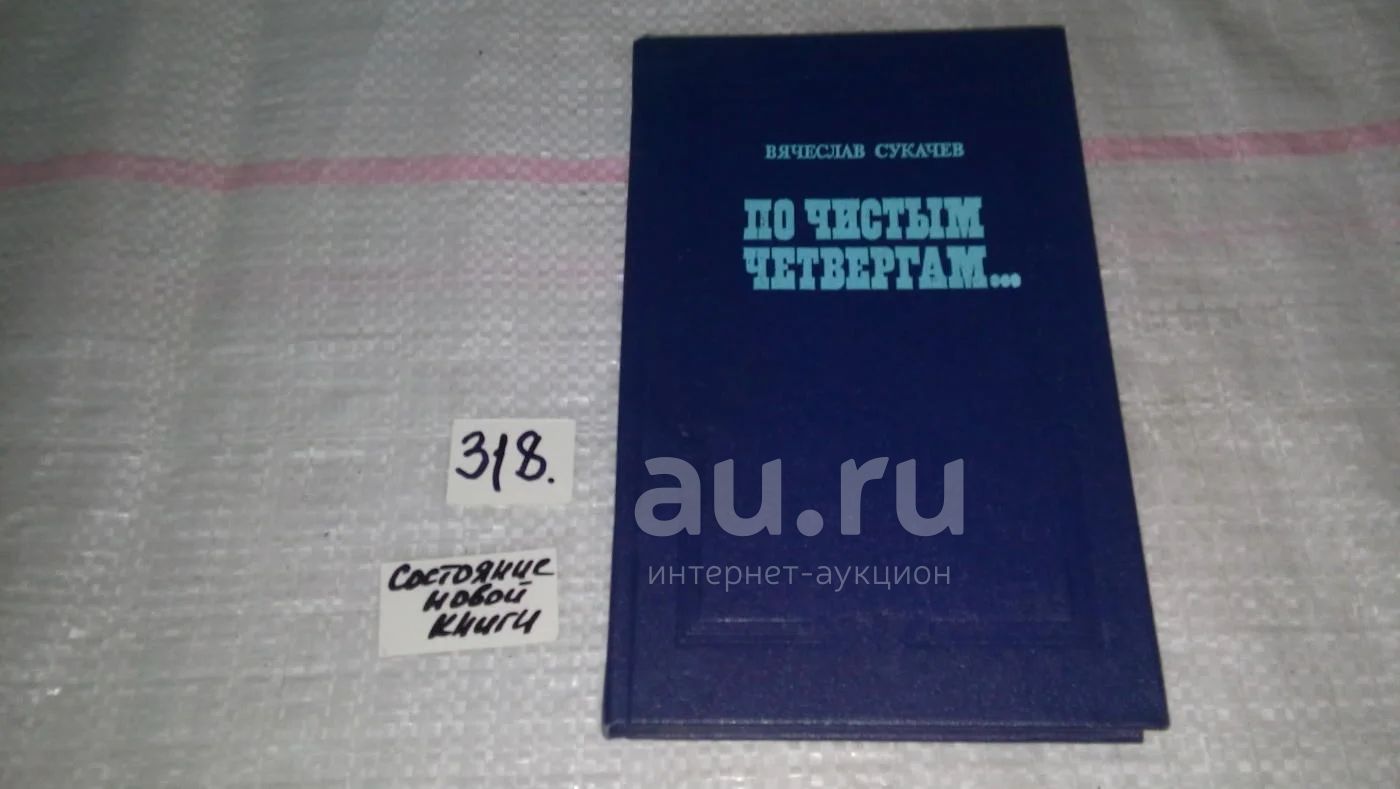 ВЯЧЕСЛАВ СУКАЧЕВ
ПО ЧИСТЫМ
ЧЕТВЕРГАМ...
318.
au.ru
интернет-аукцион
Состояние
новой
книги